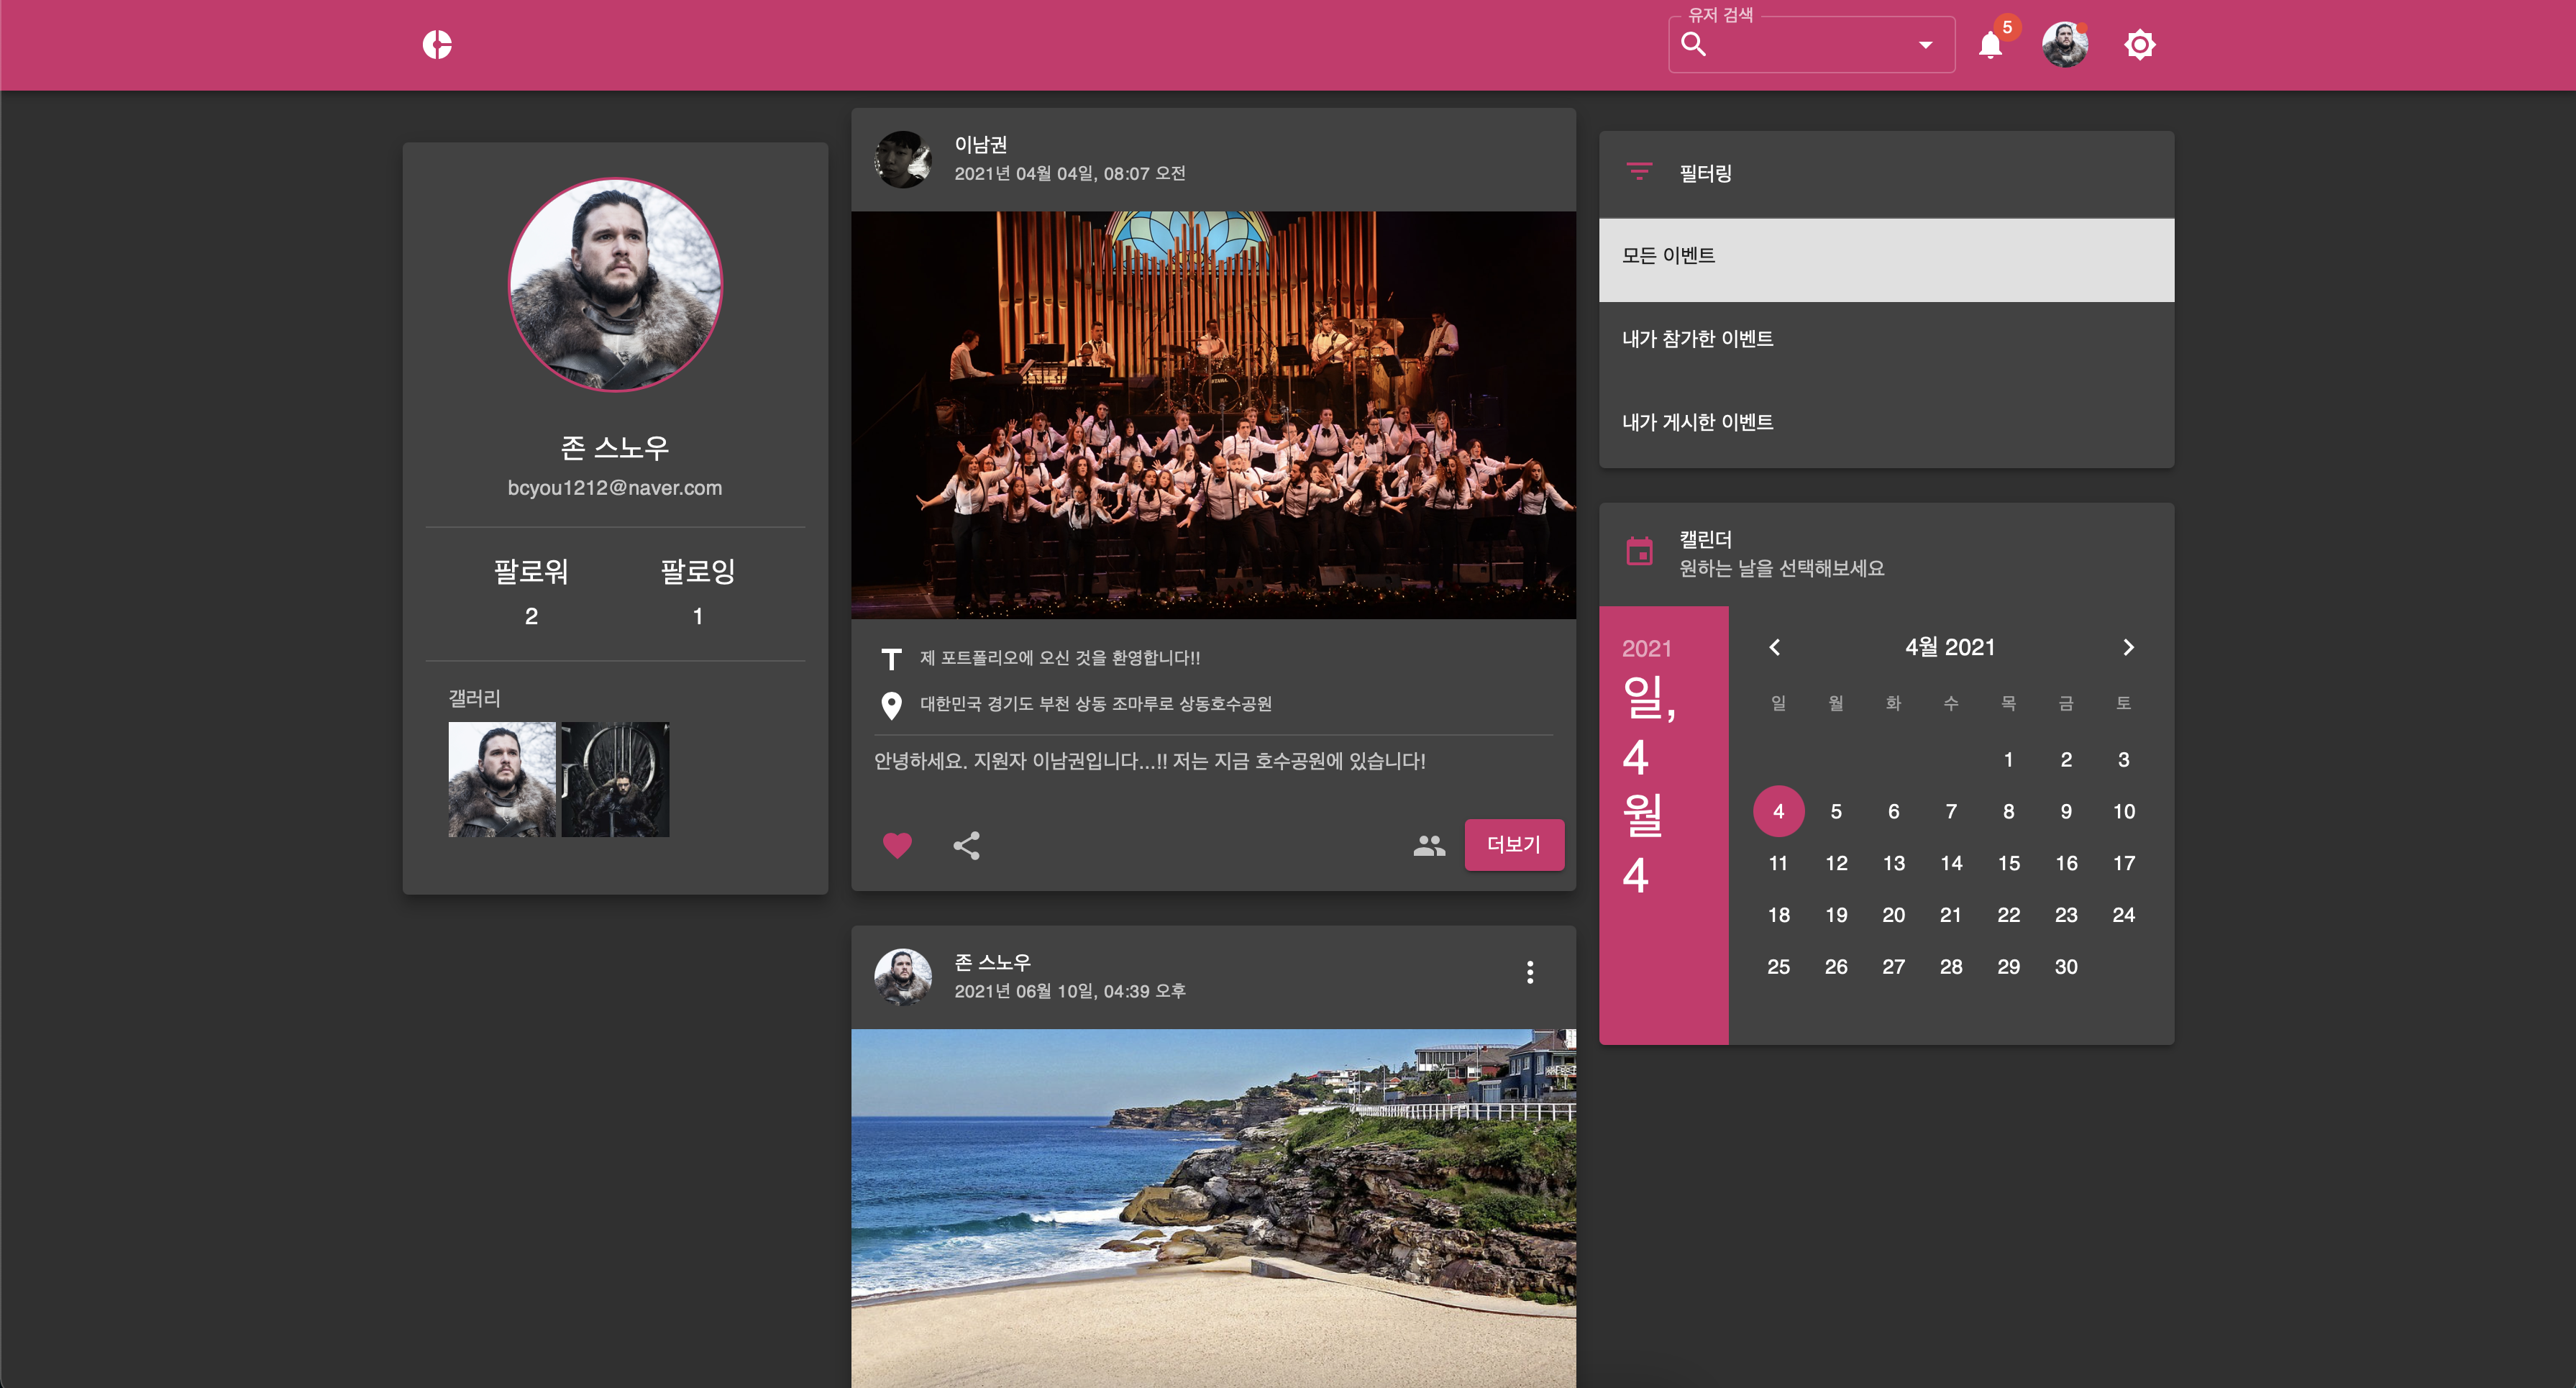 유저 검색
5
존 스노우
bcyou1212@naver.com
팔로워
팔로잉
2
1
갤러리
이남권
2021년 04월 04일, 08:07 오전
제 포트폴리오에 오신 것을 환영합니다!!
대한민국 경기도 부천 상동 조마루로 상동호수공원
안녕하세요. 지원자 이남권입니다...!! 저는 지금 호수공원에 있습니다!
더보기
존 스노우
2021년 06월 10일, 04:39 오후
필터링
모든 이벤트
내가 참가한 이벤트
내가 게시한 이벤트
캘린더
원하는 날을 선택해보세요
2021
일,
4
월
4
4월 2021
일 월 화 수 목 금 토
1 2 3
4 5 6 7 8 9 10
11 12 13 14 15 16 17
18 19 20 21 22 23 24
25 26 27 28 29 30